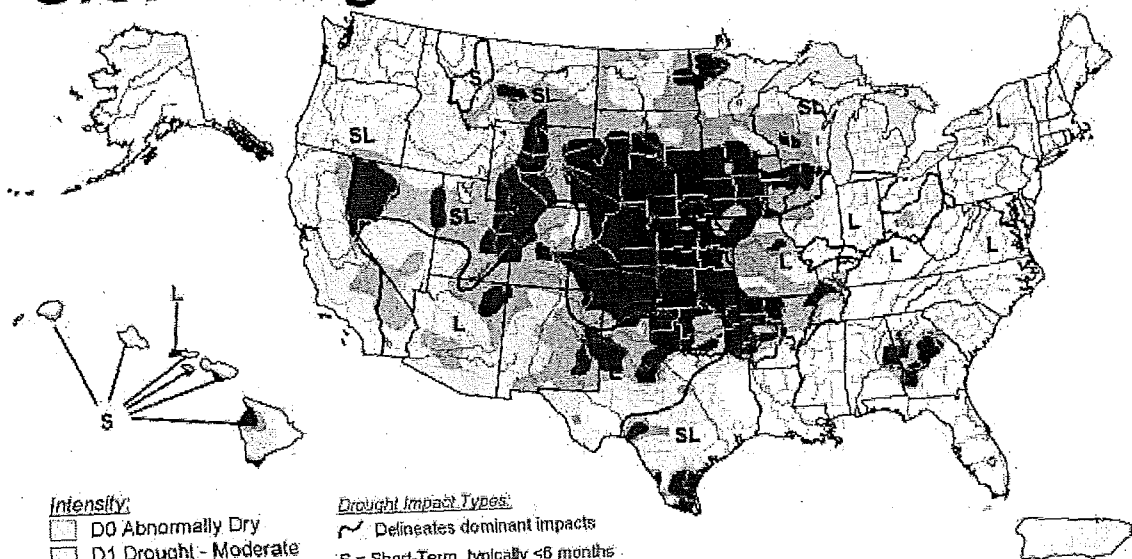 S
SL
SL
L
SL
SL
L
L
L
L
L
L
L
S
SL
Intensity:
D0 Abnormally Dry
D1 Drought - Moderate
Drought Impact Types:
Delineates dominant impacts
S = Short-Term, typically <6 months